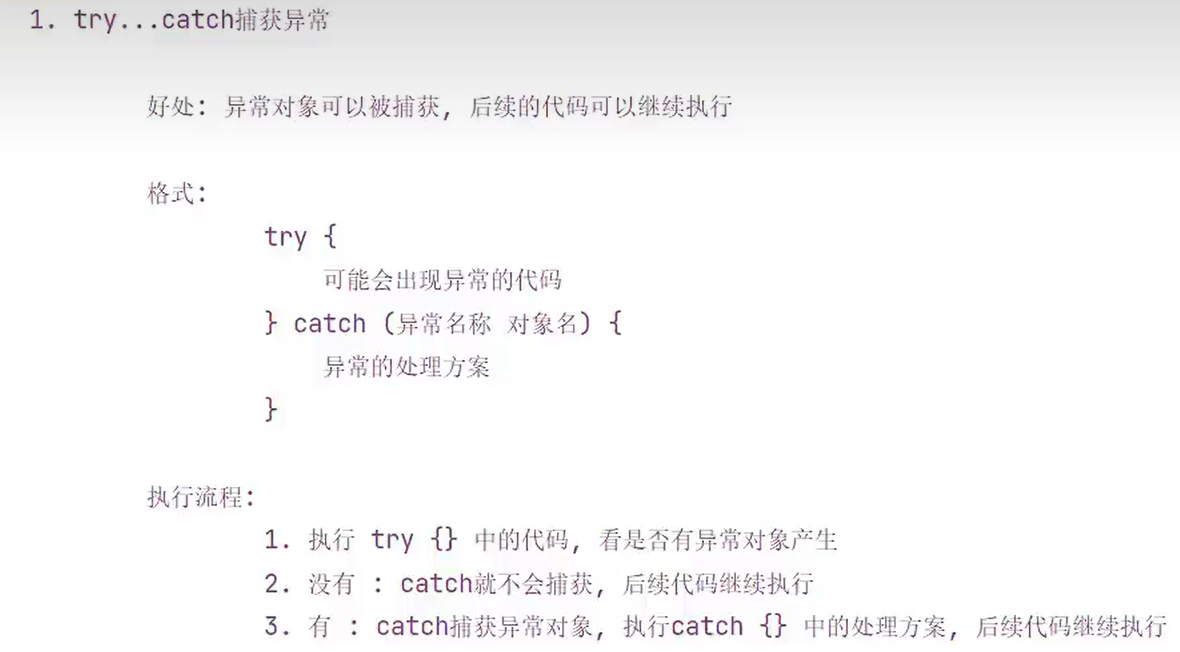 1. try...catch捕获异常
好处: 异常对象可以被捕获, 后续的代码可以继续执行
格式:
try {
可能会出现异常的代码
} catch (异常名称 对象名) {
异常的处理方案
}
执行流程:
1. 执行 try {} 中的代码, 看是否有异常对象产生
2. 没有 : catch就不会捕获, 后续代码继续执行
3. 有 : catch捕获异常对象, 执行catch {} 中的处理方案, 后续代码继续执行